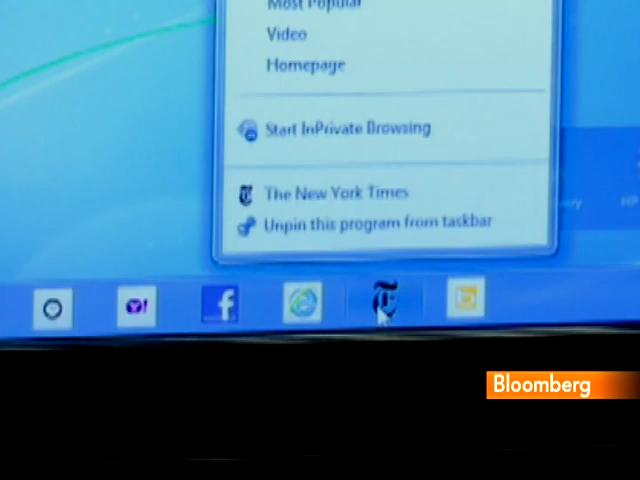 Most Popular
Video
Homepage
Start InPrivate Browsing
The New York Times
Unpin this program from taskbar
Y!
f
T
b
Bloomberg